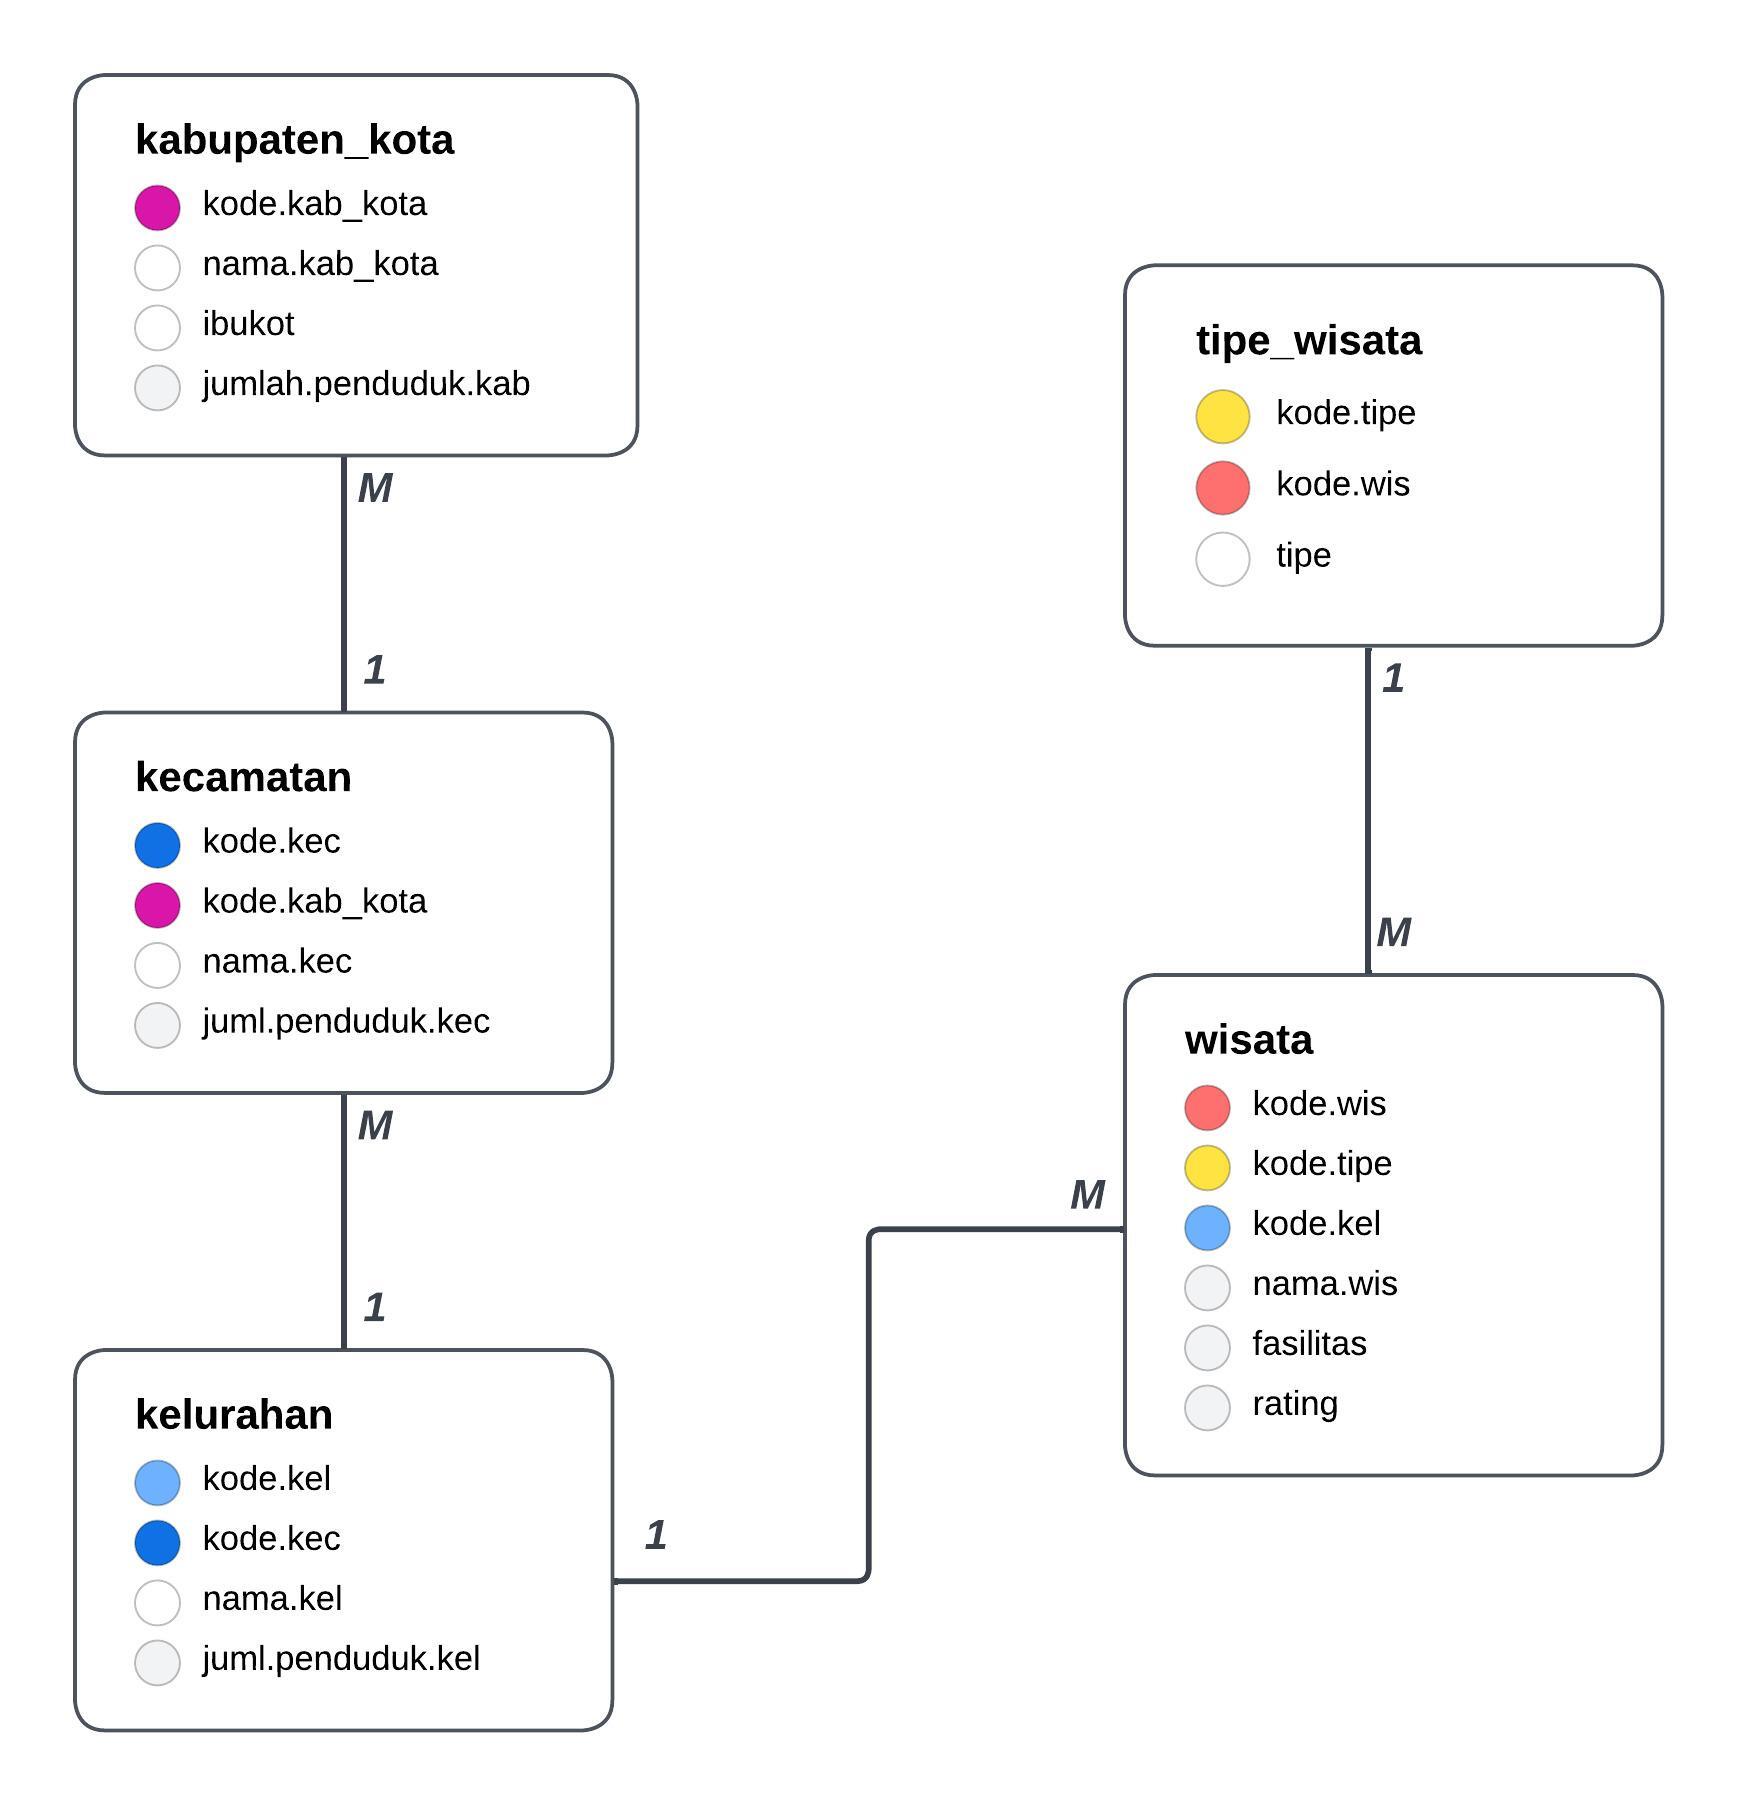 kabupaten_kota
kode.kab_kota
nama.kab_kota
ibukot
jumlah.penduduk.kab
M
1
kecamatan
kode.kec
kode.kab_kota
nama.kec
juml.penduduk.kec
M
1
kelurahan
kode.kel
kode.kec
nama.kel
juml.penduduk.kel
1
M
tipe_wisata
kode.tipe
kode.wis
tipe
1
M
wisata
kode.wis
kode.tipe
kode.kel
nama.wis
fasilitas
rating